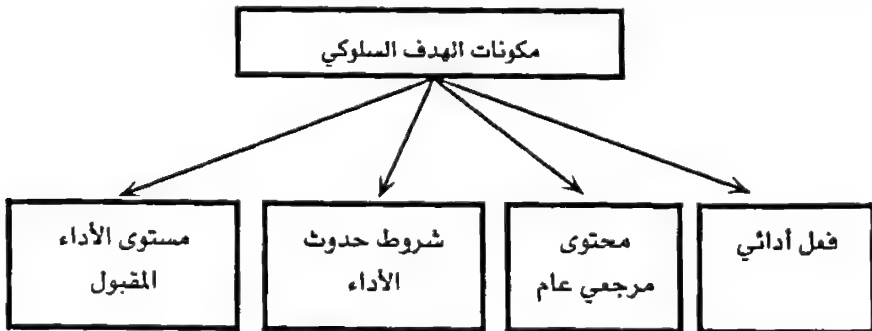 مكونات الهدف السلوكي
فعل أدائي
محتوى
مرجعي عام
شروط حدوث
الأداء
مستوى الأداء
المقبول